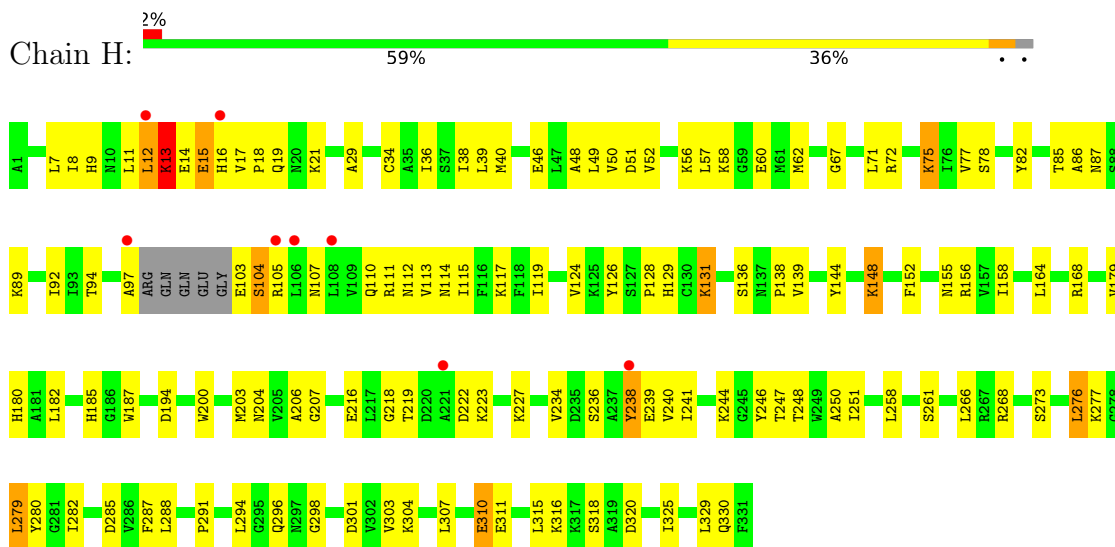 2%
Chain H:
59% 36% • •
A1 L7 I8 H9 N10 L11 L12 K13 E14 E15 H16 V17 P18 Q19 N20 K21 A29 C34 A35 I36 S37 I38 L39 M40 E46 L47 A48 L49 V50 D51 V52 K56 L57 K58 G59 E60 M61 M62 G67 L71 R72 K75 I76 V77 S78 Y82 T85 A86 N87 S88
K89 I92 I93 T94 A97 ARG GLN GLN GLU GLY E103 S104 R105 L106 N107 L108 V109 Q110 R111 N112 V113 N114 I115 F116 K117 F118 I119 V124 K125 Y126 S127 P128 H129 C130 K131 S136 N137 P138 V139 Y144 K148 F152 N155 R156 V157 I158 L164 R168 V179
H180 A181 L182 H185 G186 W187 D194 W200 M203 N204 V205 A206 G207 E216 L217 G218 T219 D220 A221 D222 K223 K227 V234 D235 S236 A237 Y238 E239 V240 I241 K244 G245 Y246 T247 T248 W249 A250 I251 L258 S261 L266 R267 R268 S273 L276 K277 G278
L279 Y280 G281 I282 D285 V286 F287 L288 P291 L294 G295 Q296 N297 G298 D301 V302 V303 K304 L307 E310 E311 L315 K316 K317 S318 A319 D320 I325 L329 Q330 F331